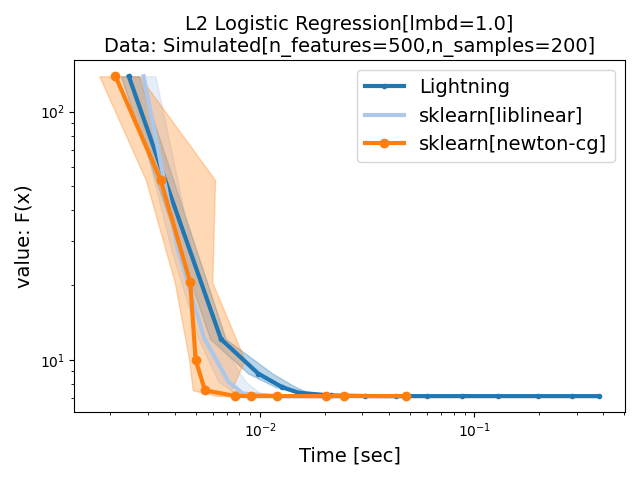 L2 Logistic Regression[lmbd=1.0]
Data: Simulated[n_features=500,n_samples=200]
Lightning
sklearn[liblinear]
sklearn[newton-cg]
value: F(x)
10²
10¹
10⁻²
10⁻¹
Time [sec]